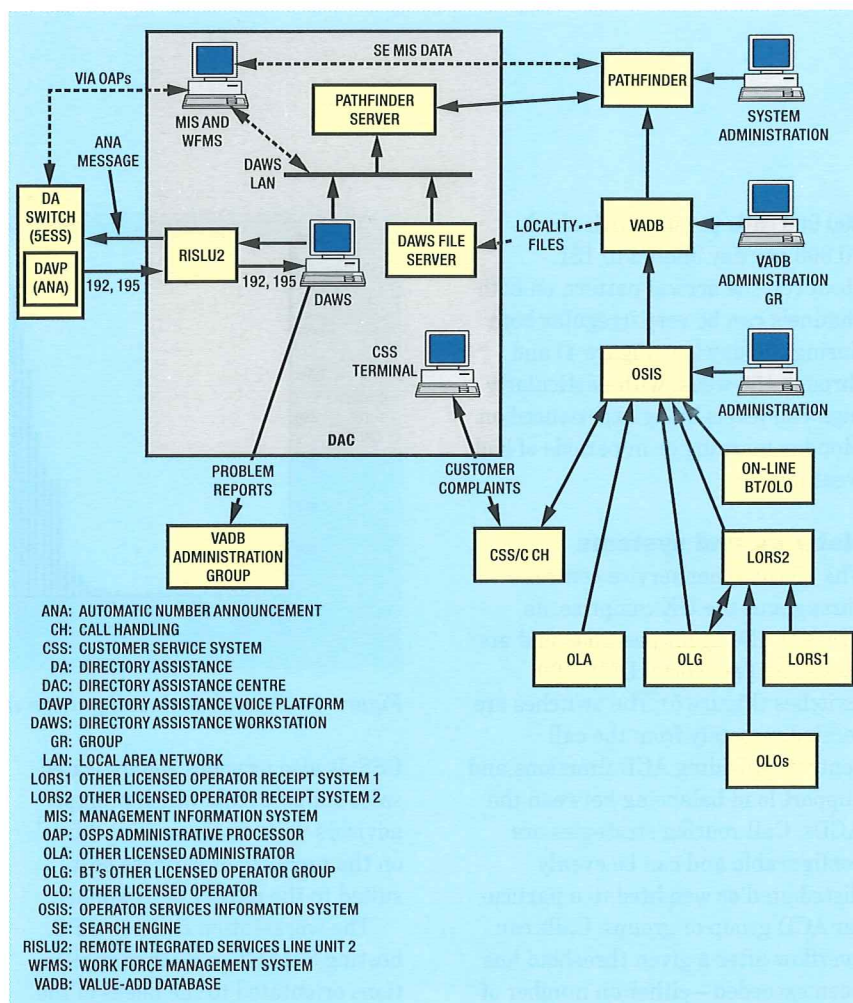 SE MIS DATA
VIA OAPs
PATHFINDER
PATHFINDER
SERVER
SYSTEM
ADMINISTRATION
MIS AND
WFMS
ANA
MESSAGE
DAWS
LAN
DA
SWITCH
(5ESS)
DAVP
(ANA)
RISLU2
192, 195
192, 195
DAWS
DAWS FILE
SERVER
LOCALITY
FILES
VADB
VADB
ADMINISTRATION
GR
CSS
TERMINAL
OSIS
ADMINISTRATION
DAC
PROBLEM
REPORTS
CUSTOMER
COMPLAINTS
ON-LINE
BT/OLO
VADB
ADMINISTRATION
GROUP
CSS/C CH
LORS2
OLA
OLG
LORS1
OLOs
ANA: AUTOMATIC NUMBER ANNOUNCEMENT
CH: CALL HANDLING
CSS: CUSTOMER SERVICE SYSTEM
DA: DIRECTORY ASSISTANCE
DAC: DIRECTORY ASSISTANCE CENTRE
DAVP: DIRECTORY ASSISTANCE VOICE PLATFORM
DAWS: DIRECTORY ASSISTANCE WORKSTATION
GR: GROUP
LAN: LOCAL AREA NETWORK
LORS1 OTHER LICENSED OPERATOR RECEIPT SYSTEM 1
LORS2 OTHER LICENSED OPERATOR RECEIPT SYSTEM 2
MIS: MANAGEMENT INFORMATION SYSTEM
OAP: OSPS ADMINISTRATIVE PROCESSOR
OLA: OTHER LICENSED ADMINISTRATOR
OLG: BT's OTHER LICENSED OPERATOR GROUP
OLO: OTHER LICENSED OPERATOR
OSIS: OPERATOR SERVICES INFORMATION SYSTEM
SE: SEARCH ENGINE
RISLU2: REMOTE INTEGRATED SERVICES LINE UNIT 2
WFMS: WORK FORCE MANAGEMENT SYSTEM
VADB: VALUE-ADD DATABASE